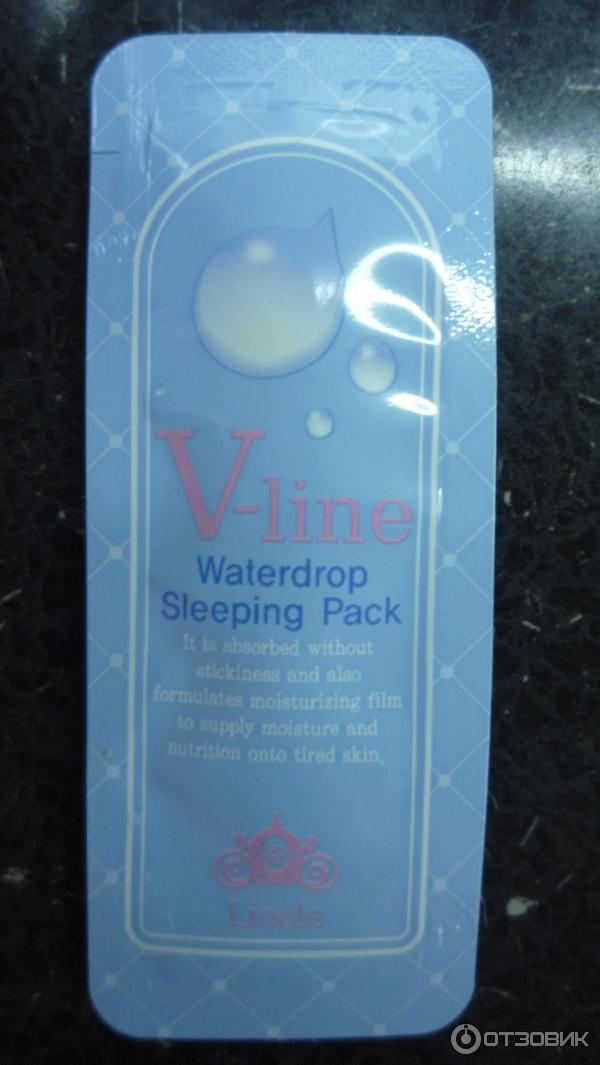 V-line
Waterdrop
Sleeping Pack
It is absorbed without
stickiness and also
formulates moisturizing film
to supply moisture and
nutrition onto tired skin.
Lioele
ОТЗОВИК